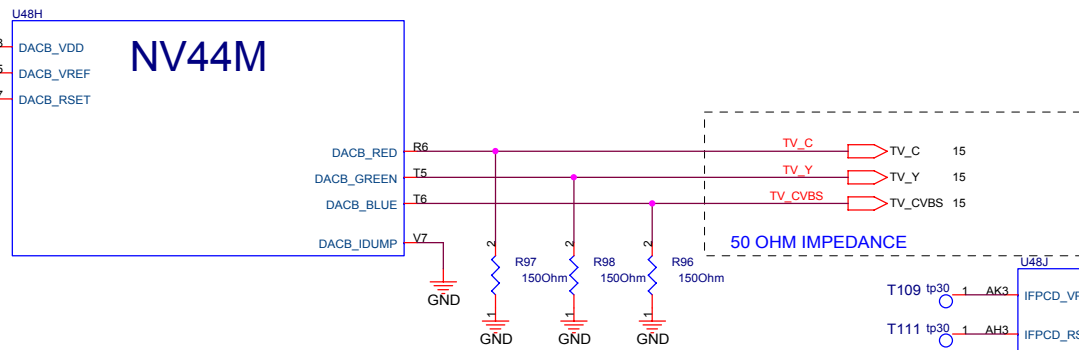 U48H
DACB_VDD
DACB_VREF
DACB_RSET
NV44M
DACB_RED R6
DACB_GREEN T5
DACB_BLUE T6
DACB_IDUMP V7
GND
TV_C TV_C 15
TV_Y TV_Y 15
TV_CVBS TV_CVBS 15
50 OHM IMPEDANCE
2 R97 2 R98 2 R96
150Ohm 150Ohm 150Ohm
1 1 1
GND GND GND
U48J
T109 tp30 1 AK3
T111 tp30 1 AH3